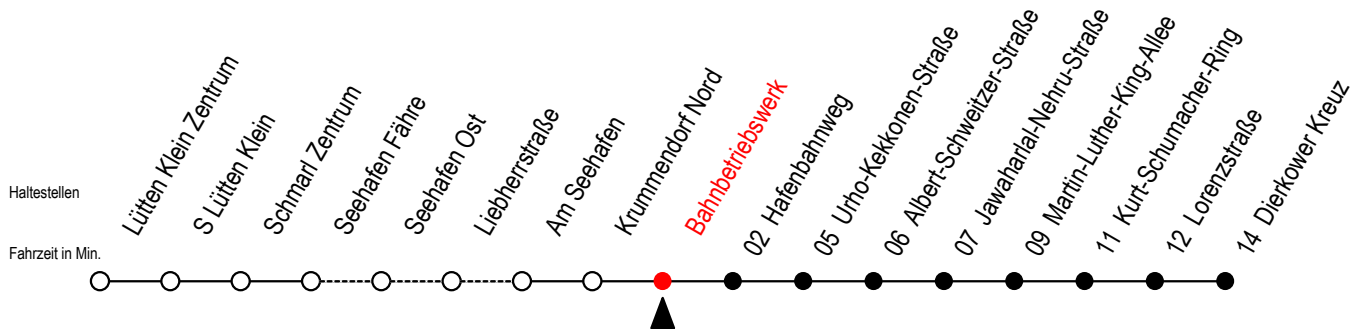 Haltestellen
Fahrzeit in Min.
Lütten Klein Zentrum
S Lütten Klein
Schmarl Zentrum
Seehafen Fähre
Seehafen Ost
Liebherrstraße
Am Seehafen
Krummendorf Nord
Bahnbetriebswerk
02 Hafenbahnweg
05 Urho-Kekkonen-Straße
06 Albert-Schweitzer-Straße
07 Jawaharlal-Nehru-Straße
09 Martin-Luther-King-Allee
11 Kurt-Schumacher-Ring
12 Lorenzstraße
14 Dierkower Kreuz